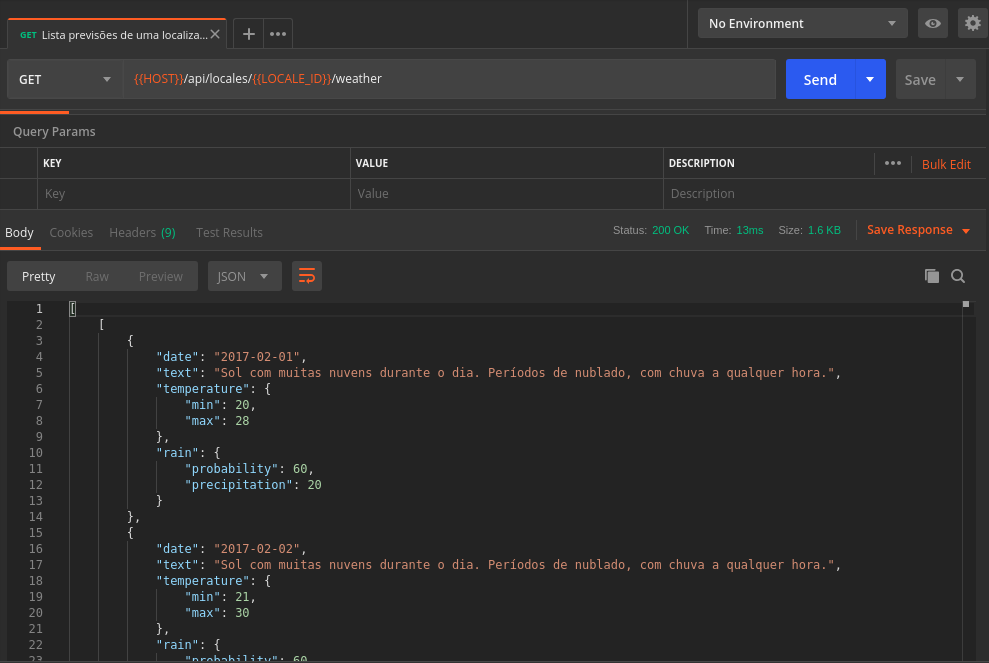 GET Lista previsões de uma localiza...
No Environment
GET {{HOST}}/api/locales/{{LOCALE_ID}}/weather Send Save
Query Params
KEY VALUE DESCRIPTION Bulk Edit
Key Value Description
Body Cookies Headers (9) Test Results Status: 200 OK Time: 13ms Size: 1.6 KB Save Response
Pretty Raw Preview JSON
1 [
2 [
3 {
4 "date": "2017-02-01",
5 "text": "Sol com muitas nuvens durante o dia. Períodos de nublado, com chuva a qualquer hora.",
6 "temperature": {
7 "min": 20,
8 "max": 28
9 },
10 "rain": {
11 "probability": 60,
12 "precipitation": 20
13 }
14 },
15 {
16 "date": "2017-02-02",
17 "text": "Sol com muitas nuvens durante o dia. Períodos de nublado, com chuva a qualquer hora.",
18 "temperature": {
19 "min": 21,
20 "max": 30
21 },
22 "rain": {
23 "probability": 60